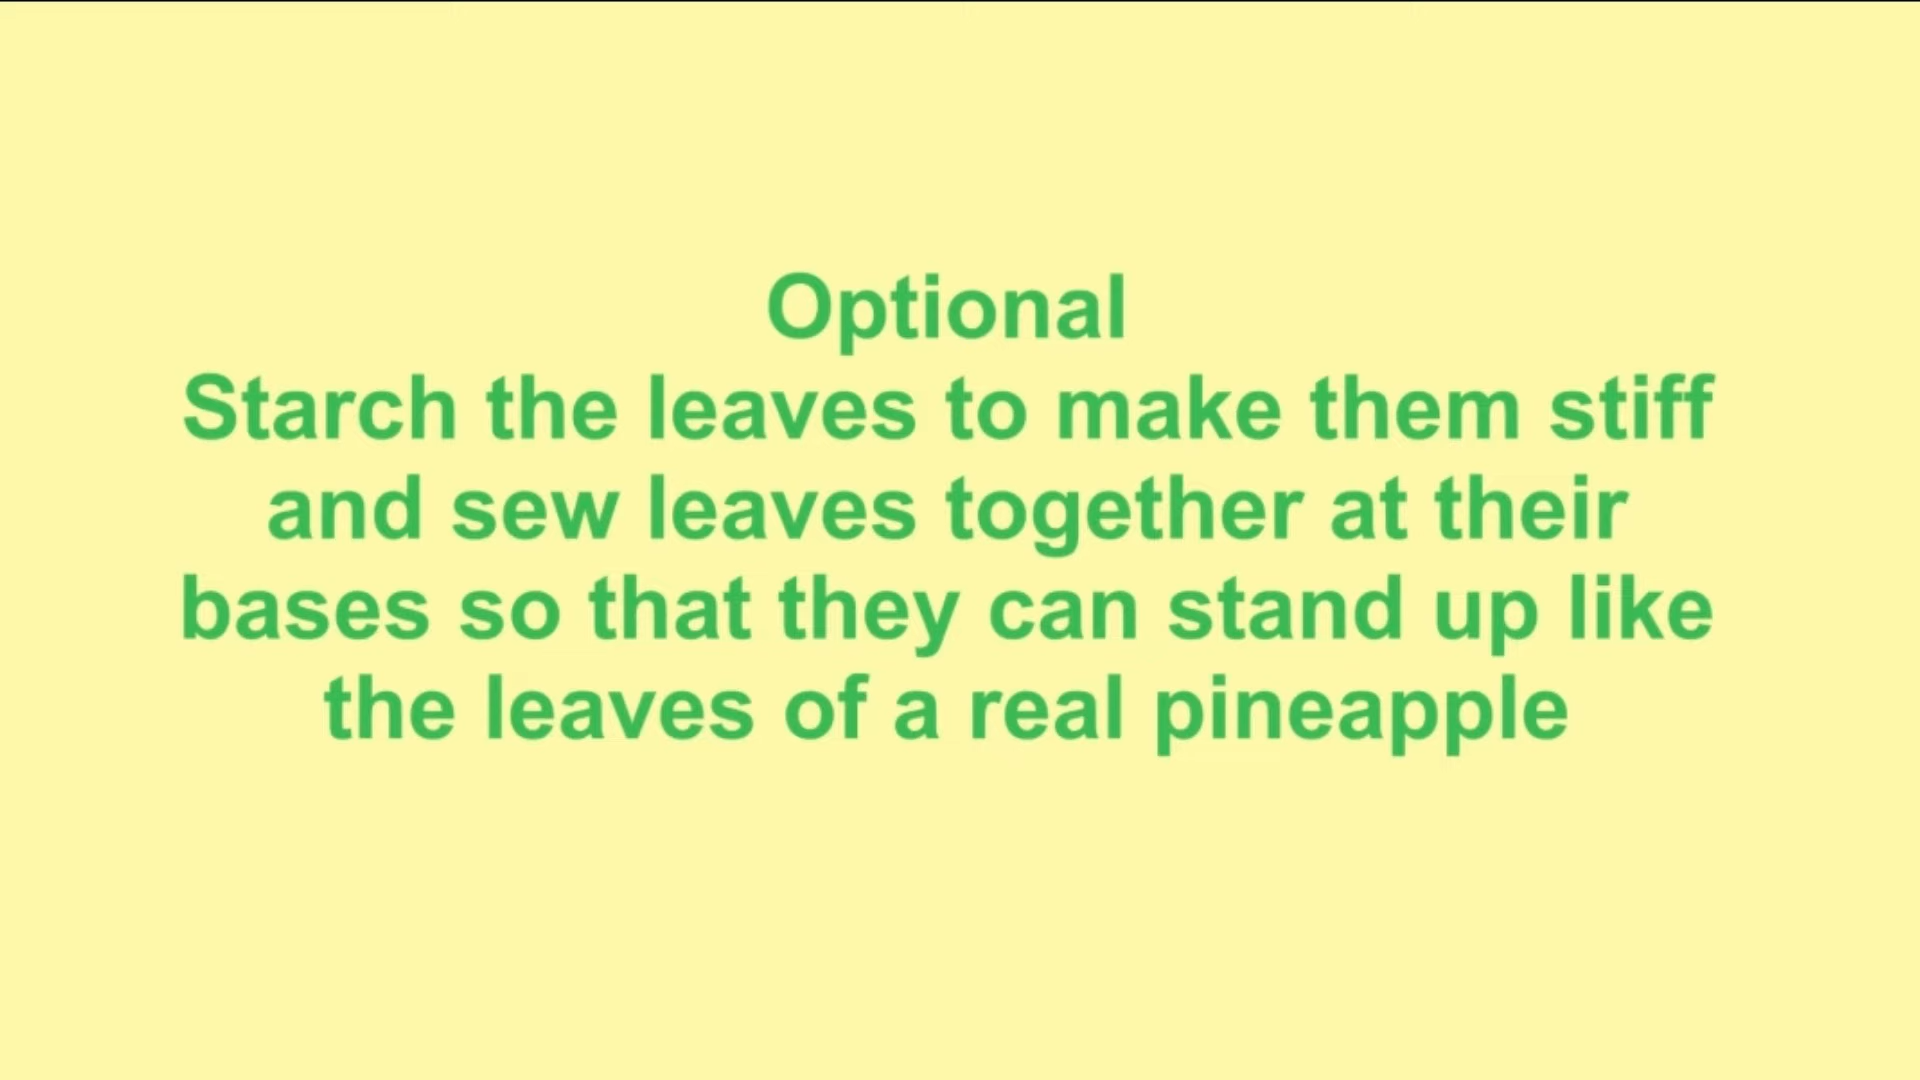 Optional
Starch the leaves to make them stiff
and sew leaves together at their
bases so that they can stand up like
the leaves of a real pineapple